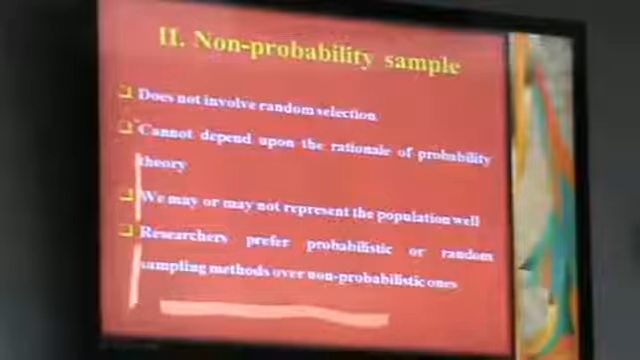 II. Non-probability sample
Does not involve random selection
Cannot depend upon the rationale of probability
theory
We may or may not represent the population well
Researchers prefer probabilistic or random
sampling methods over non-probabilistic ones